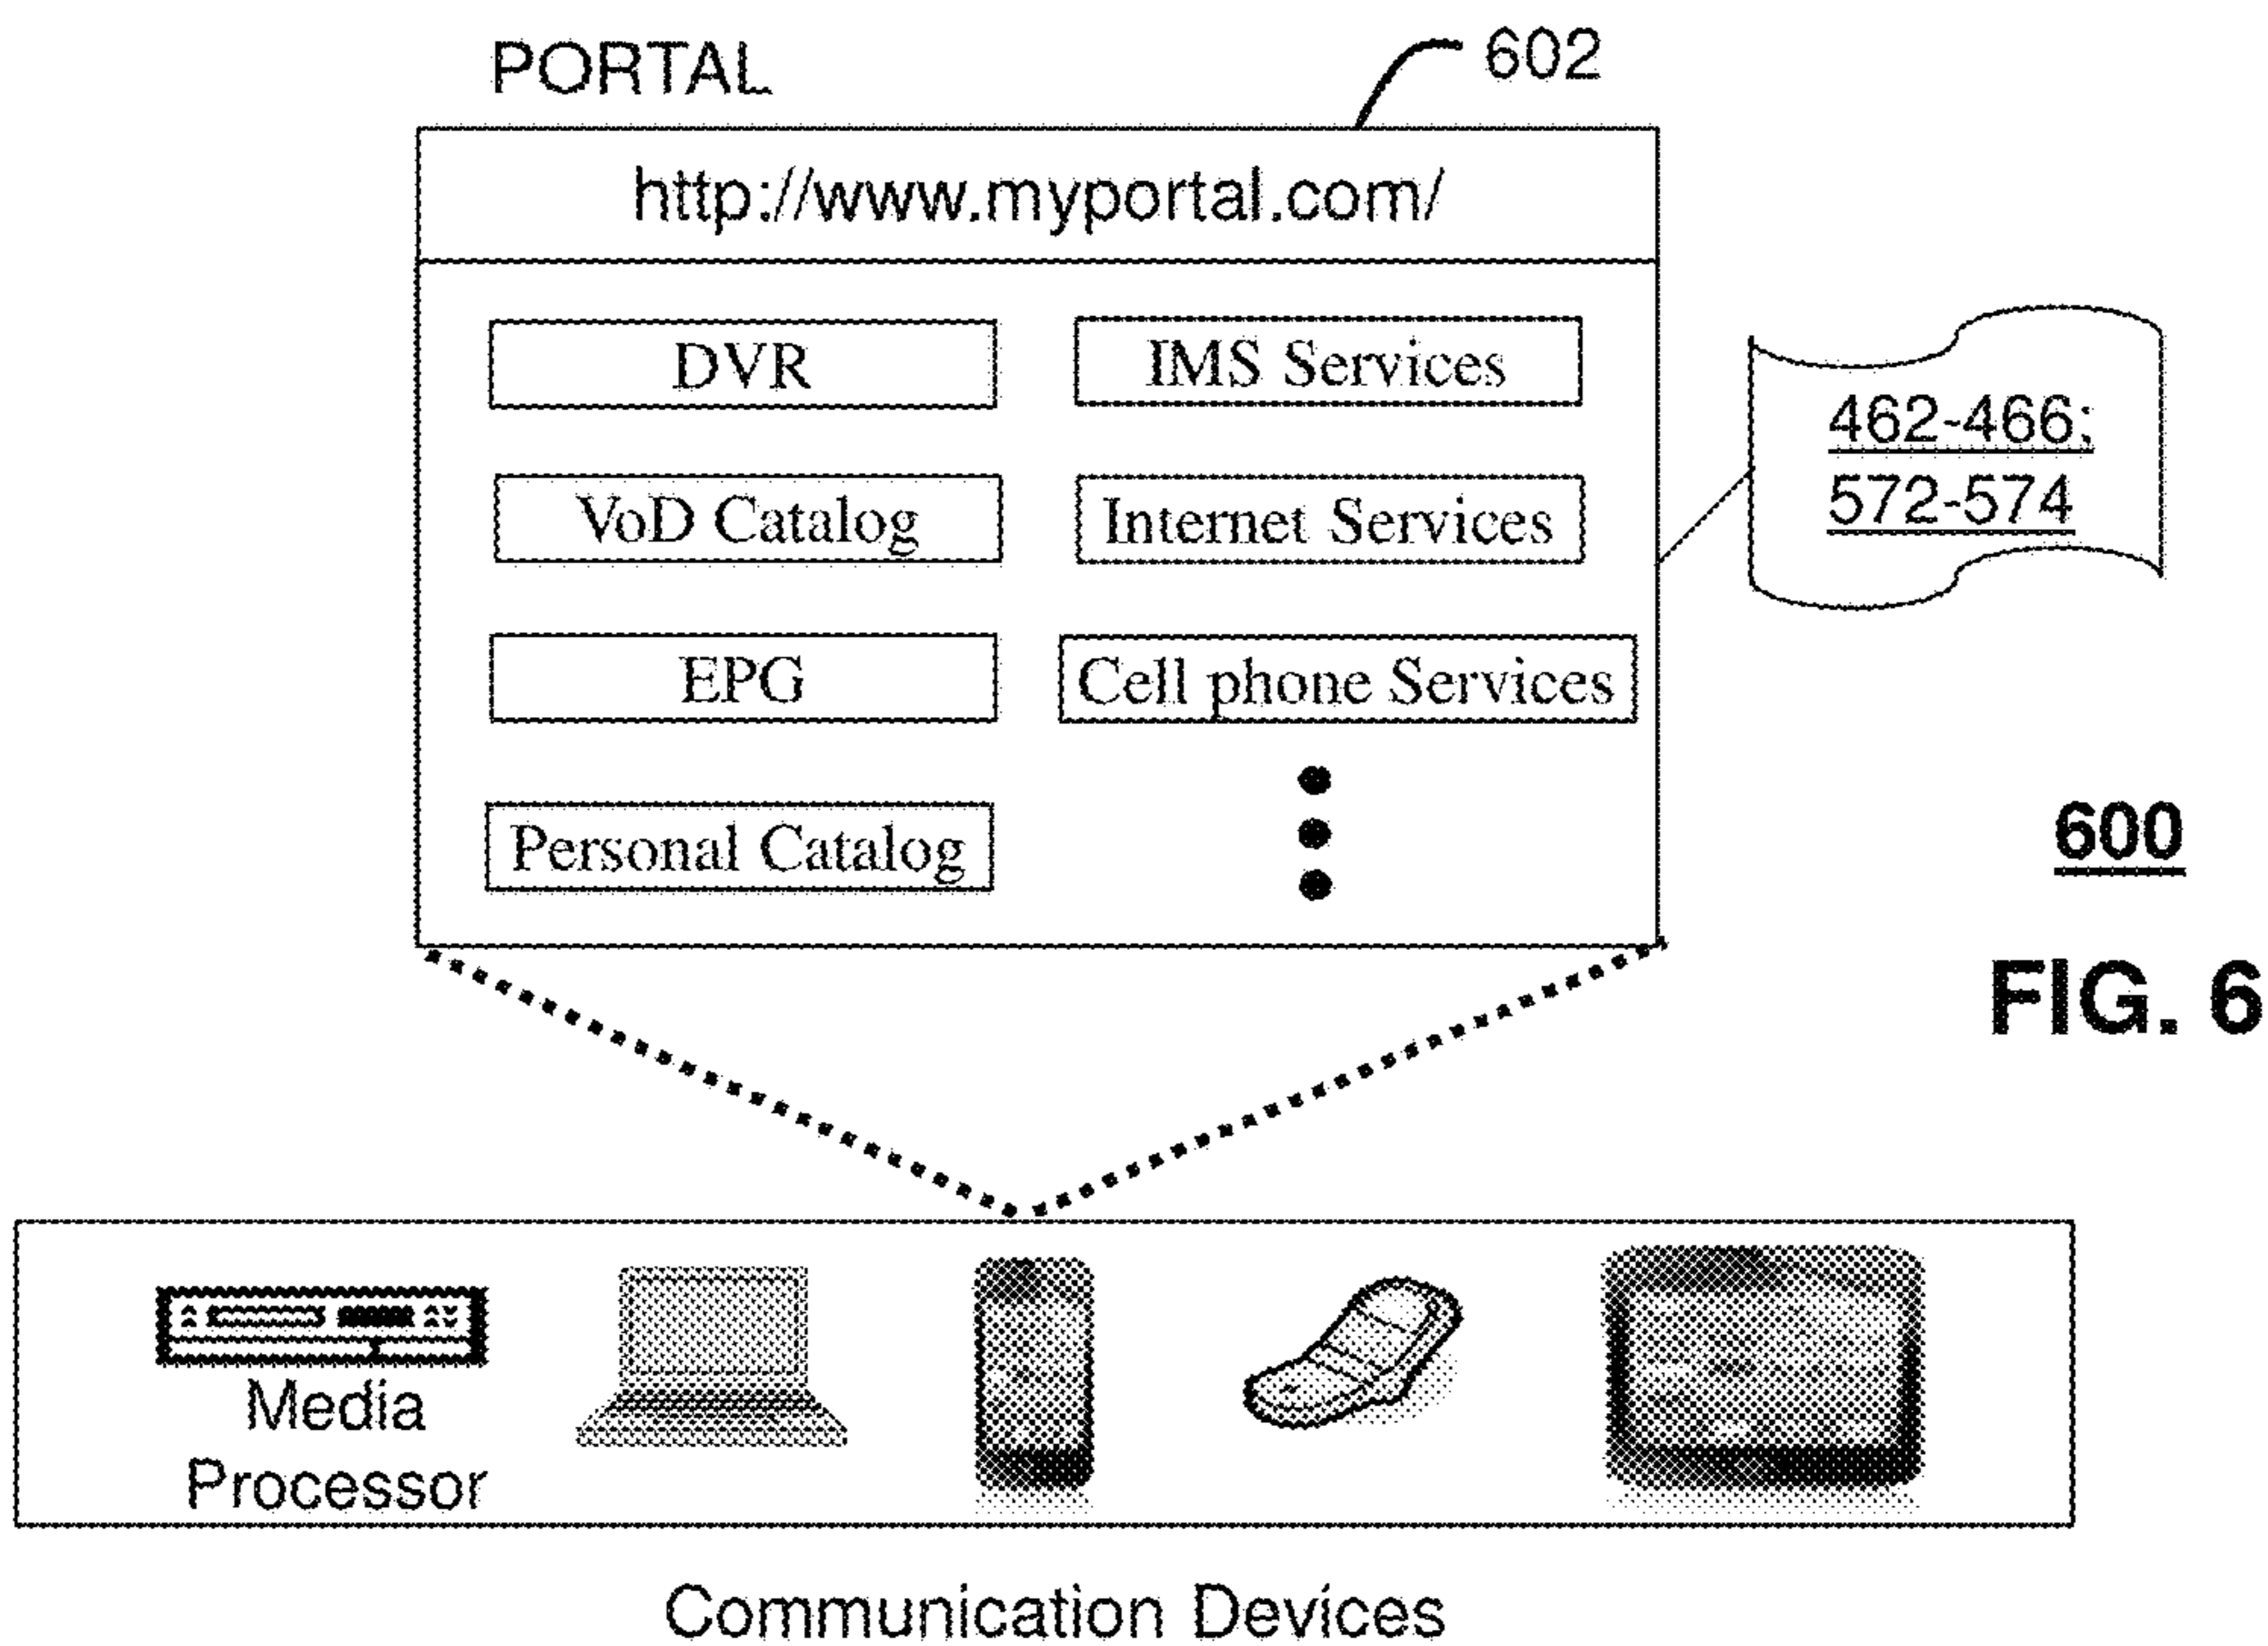 PORTAL
602
http://www.myportal.com/
DVR
IMS Services
462-466;
572-574
VoD Catalog
Internet Services
EPG
Cell phone Services
Personal Catalog
600
FIG. 6
Media
Processor
Communication Devices